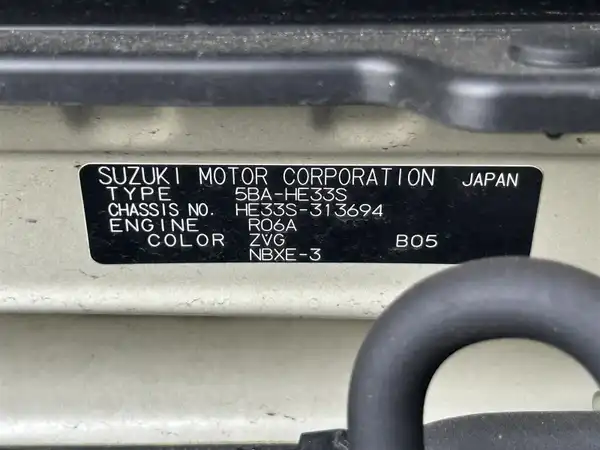 SUZUKI MOTOR CORPORATION JAPAN
TYPE 5BA-HE33S
CHASSIS NO. HE33S-313694
ENGINE R06A
COLOR ZVG B05
NBXE-3